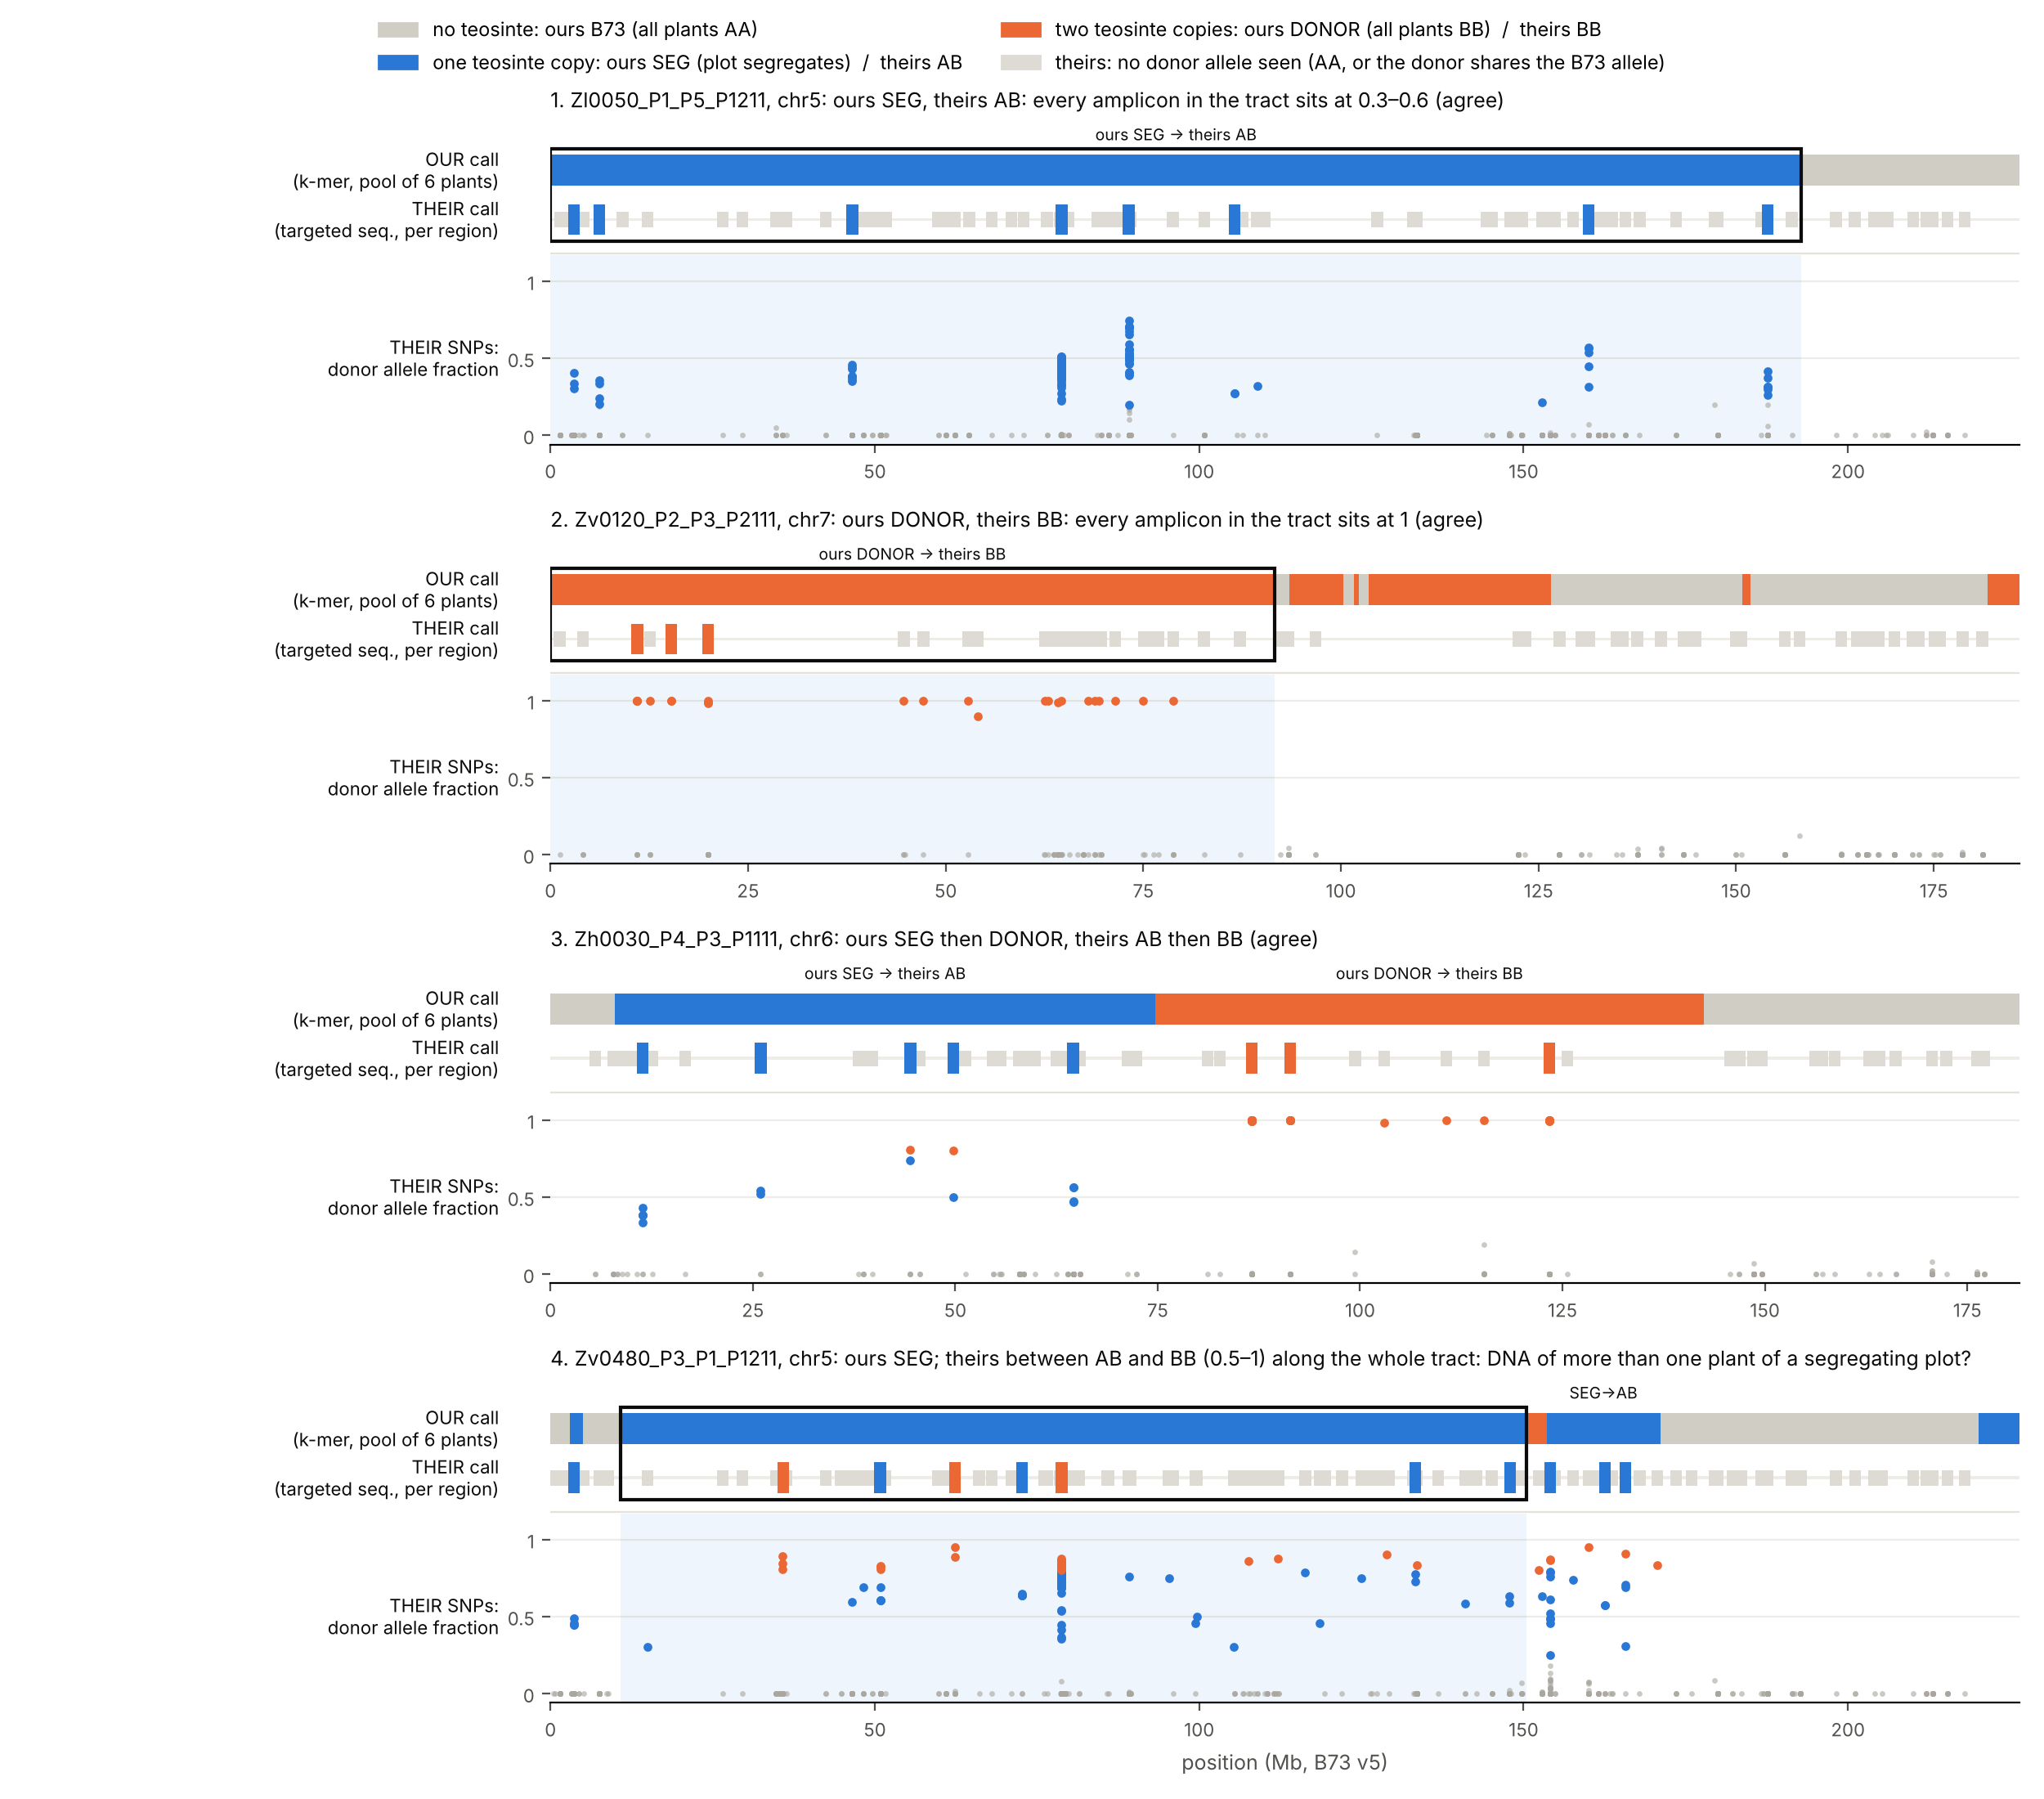 no teosinte: ours B73 (all plants AA)
two teosinte copies: ours DONOR (all plants BB) / theirs BB
one teosinte copy: ours SEG (plot segregates) / theirs AB
theirs: no donor allele seen (AA, or the donor shares the B73 allele)
1. Zl0050_P1_P5_P1211, chr5: ours SEG, theirs AB: every amplicon in the tract sits at 0.3–0.6 (agree)
ours SEG → theirs AB
OUR call
(k-mer, pool of 6 plants)
THEIR call
(targeted seq., per region)
1
THEIR SNPs:
donor allele fraction
0.5
0
0 50 100 150 200
2. Zv0120_P2_P3_P2111, chr7: ours DONOR, theirs BB: every amplicon in the tract sits at 1 (agree)
ours DONOR → theirs BB
OUR call
(k-mer, pool of 6 plants)
THEIR call
(targeted seq., per region)
1
THEIR SNPs:
donor allele fraction
0.5
0
0 25 50 75 100 125 150 175
3. Zh0030_P4_P3_P1111, chr6: ours SEG then DONOR, theirs AB then BB (agree)
ours SEG → theirs AB
ours DONOR → theirs BB
OUR call
(k-mer, pool of 6 plants)
THEIR call
(targeted seq., per region)
1
THEIR SNPs:
donor allele fraction
0.5
0
0 25 50 75 100 125 150 175
4. Zv0480_P3_P1_P1211, chr5: ours SEG; theirs between AB and BB (0.5–1) along the whole tract: DNA of more than one plant of a segregating plot?
SEG→AB
OUR call
(k-mer, pool of 6 plants)
THEIR call
(targeted seq., per region)
1
THEIR SNPs:
donor allele fraction
0.5
0
0 50 100 150 200
position (Mb, B73 v5)